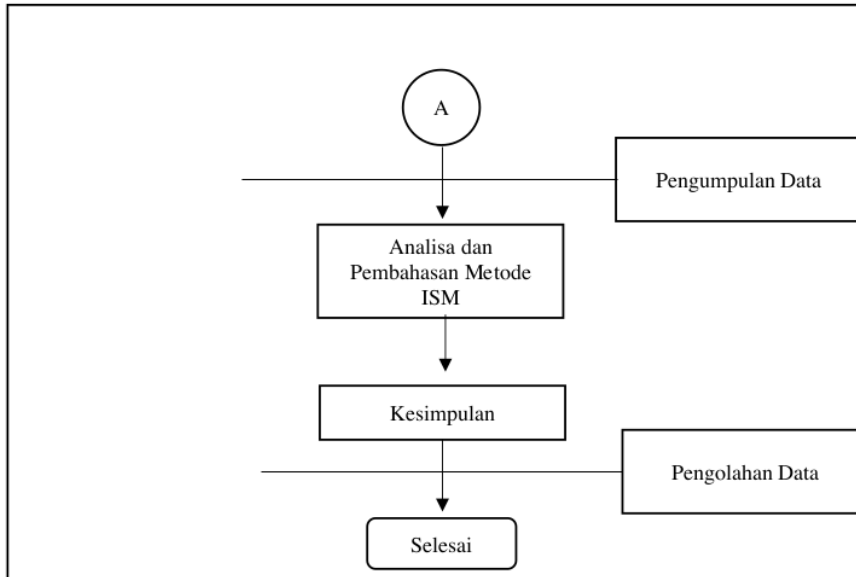 A
Pengumpulan Data
Analisa dan
Pembahasan Metode
ISM
Kesimpulan
Pengolahan Data
Selesai